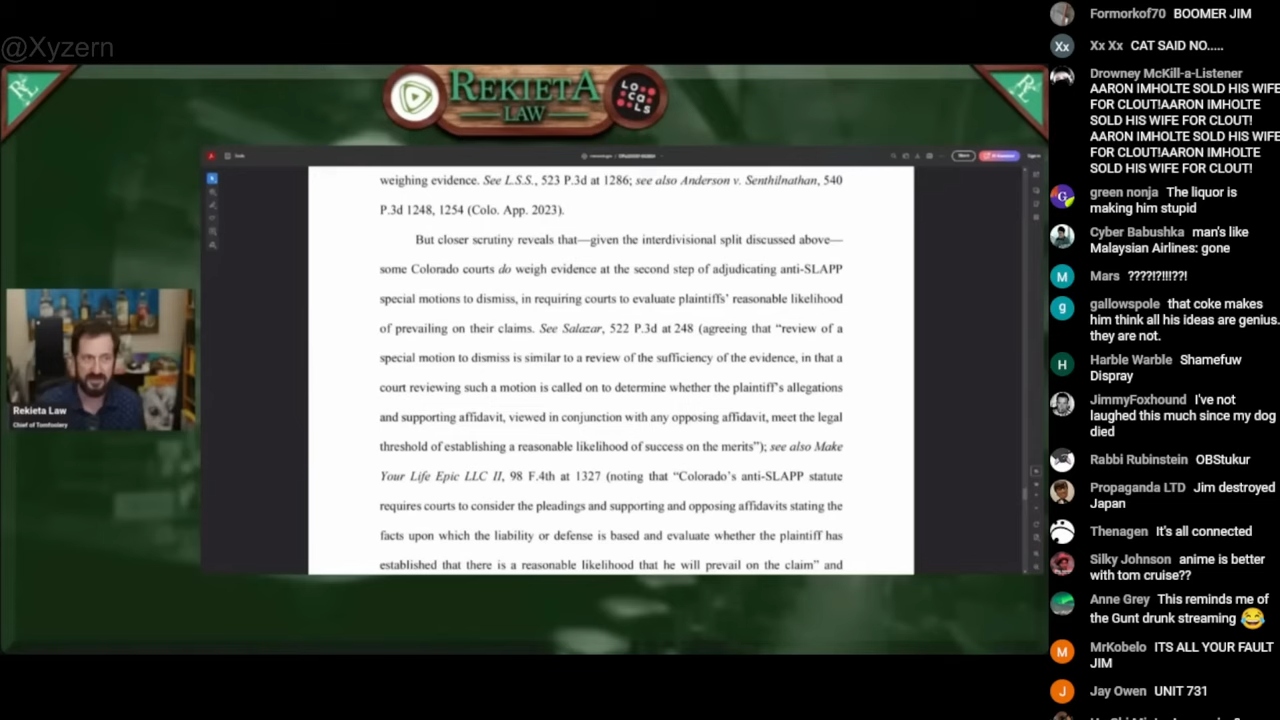 @Xyzern
REKIETA
LAW
LO
CA
LS
weighing evidence. See L.S.S., 523 P.3d at 1286; see also Anderson v. Senthilnathan, 540
P.3d 1248, 1254 (Colo. App. 2023).
But closer scrutiny reveals that—given the interdivisional split discussed above—
some Colorado courts do weigh evidence at the second step of adjudicating anti-SLAPP
special motions to dismiss, in requiring courts to evaluate plaintiffs' reasonable likelihood
of prevailing on their claims. See Salazar, 522 P.3d at 248 (agreeing that "review of a
special motion to dismiss is similar to a review of the sufficiency of the evidence, in that a
court reviewing such a motion is called on to determine whether the plaintiff's allegations
and supporting affidavit, viewed in conjunction with any opposing affidavit, meet the legal
threshold of establishing a reasonable likelihood of success on the merits"); see also Make
Your Life Epic LLC II, 98 F.4th at 1327 (noting that "Colorado's anti-SLAPP statute
requires courts to consider the pleadings and supporting and opposing affidavits stating the
facts upon which the liability or defense is based and evaluate whether the plaintiff has
established that there is a reasonable likelihood that he will prevail on the claim" and
Rekieta Law
Chief of Tomfoolery
Formorkof70 BOOMER JIM
Xx
Xx Xx CAT SAID NO.....
Drowney McKill-a-Listener
AARON IMHOLTE SOLD HIS WIFE
FOR CLOUT!AARON IMHOLTE
SOLD HIS WIFE FOR CLOUT!
AARON IMHOLTE SOLD HIS WIFE
FOR CLOUT!AARON IMHOLTE
SOLD HIS WIFE FOR CLOUT!
green nonja The liquor is
making him stupid
Cyber Babushka man's like
Malaysian Airlines: gone
M
Mars ????!?!!!??!
g
gallowspole that coke makes
him think all his ideas are genius.
they are not.
H
Harble Warble Shamefuw
Dispray
JimmyFoxhound I've not
laughed this much since my dog
died
Rabbi Rubinstein OBStukur
Propaganda LTD Jim destroyed
Japan
Thenagen It's all connected
Silky Johnson anime is better
with tom cruise??
Anne Grey This reminds me of
the Gunt drunk streaming 😂
M
MrKobelo ITS ALL YOUR FAULT
JIM
J
Jay Owen UNIT 731